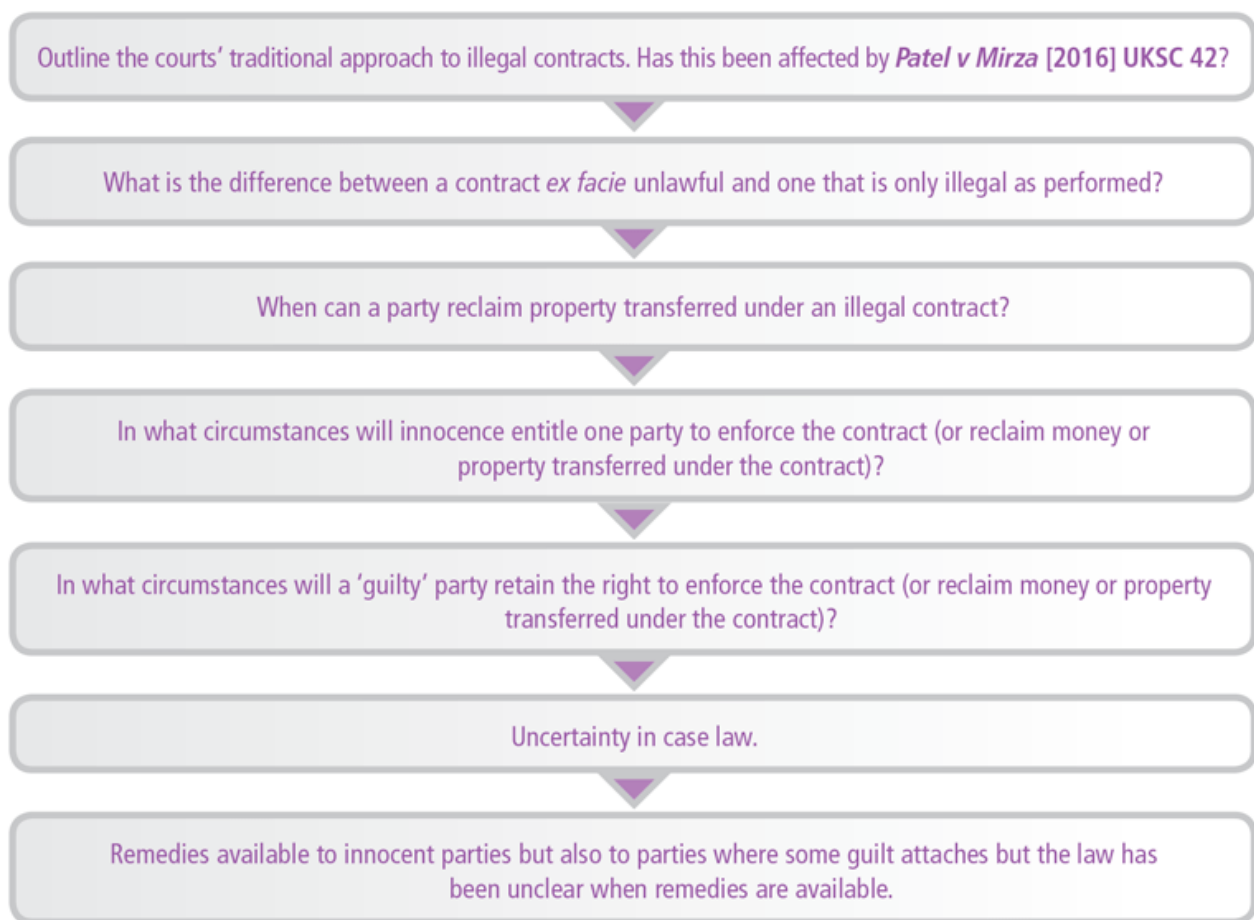 Outline the courts’ traditional approach to illegal contracts. Has this been affected by Patel v Mirza [2016] UKSC 42?
What is the difference between a contract ex facie unlawful and one that is only illegal as performed?
When can a party reclaim property transferred under an illegal contract?
In what circumstances will innocence entitle one party to enforce the contract (or reclaim money or
property transferred under the contract)?
In what circumstances will a ‘guilty’ party retain the right to enforce the contract (or reclaim money or property
transferred under the contract)?
Uncertainty in case law.
Remedies available to innocent parties but also to parties where some guilt attaches but the law has
been unclear when remedies are available.